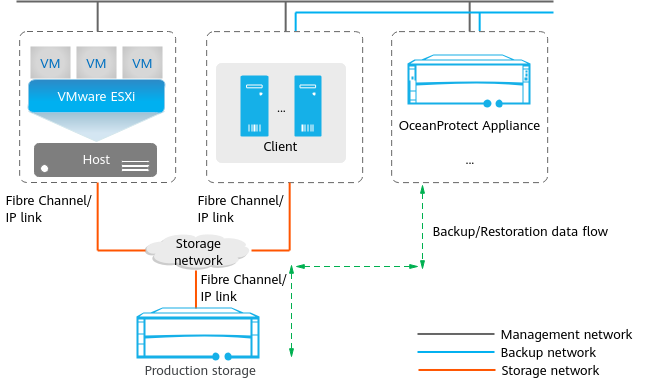 VM VM VM
VMware ESXi
Host
...
Client
OceanProtect Appliance
...
Fibre Channel/
IP link
Fibre Channel/
IP link
Backup/Restoration data flow
Storage
network
Fibre Channel/
IP link
Production storage
Management network
Backup network
Storage network